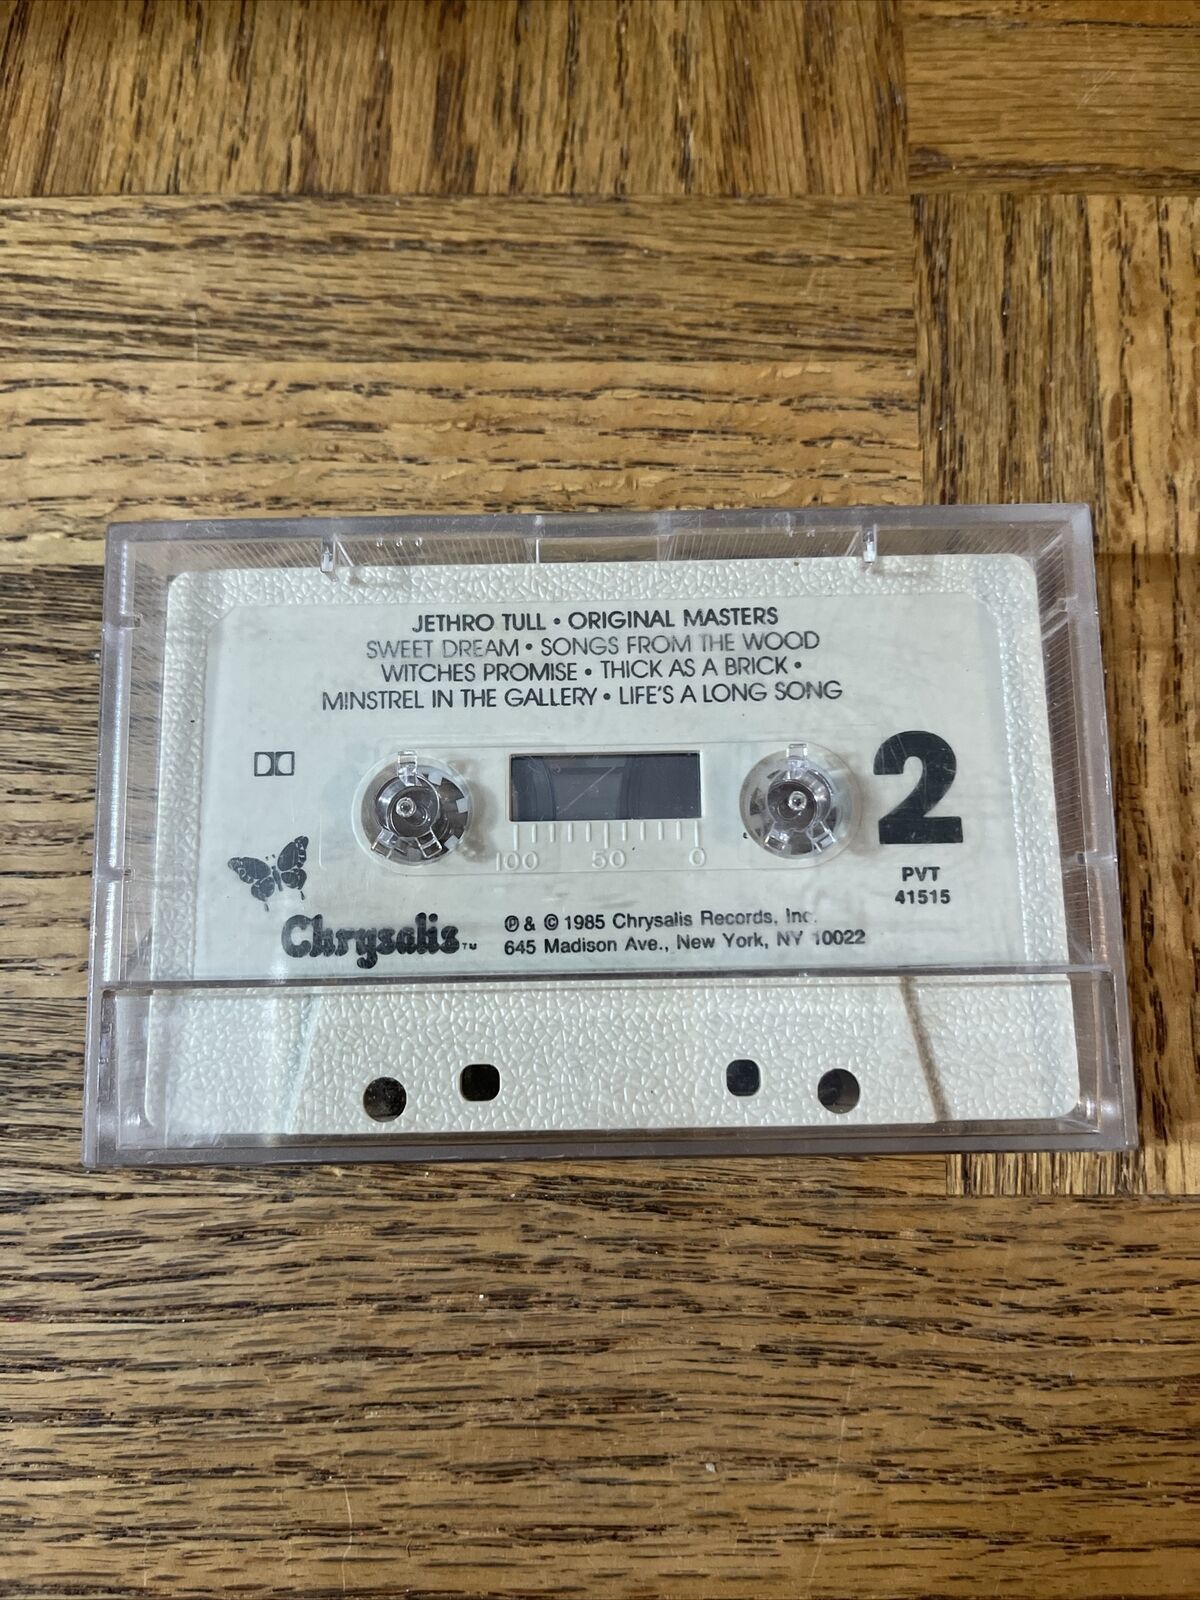 JETHRO TULL • ORIGINAL MASTERS
SWEET DREAM • SONGS FROM THE WOOD
WITCHES PROMISE • THICK AS A BRICK •
MINSTREL IN THE GALLERY • LIFE'S A LONG SONG
2
100 50 0
PVT
41515
Chrysalis™
℗ & © 1985 Chrysalis Records, Inc.
645 Madison Ave., New York, NY 10022